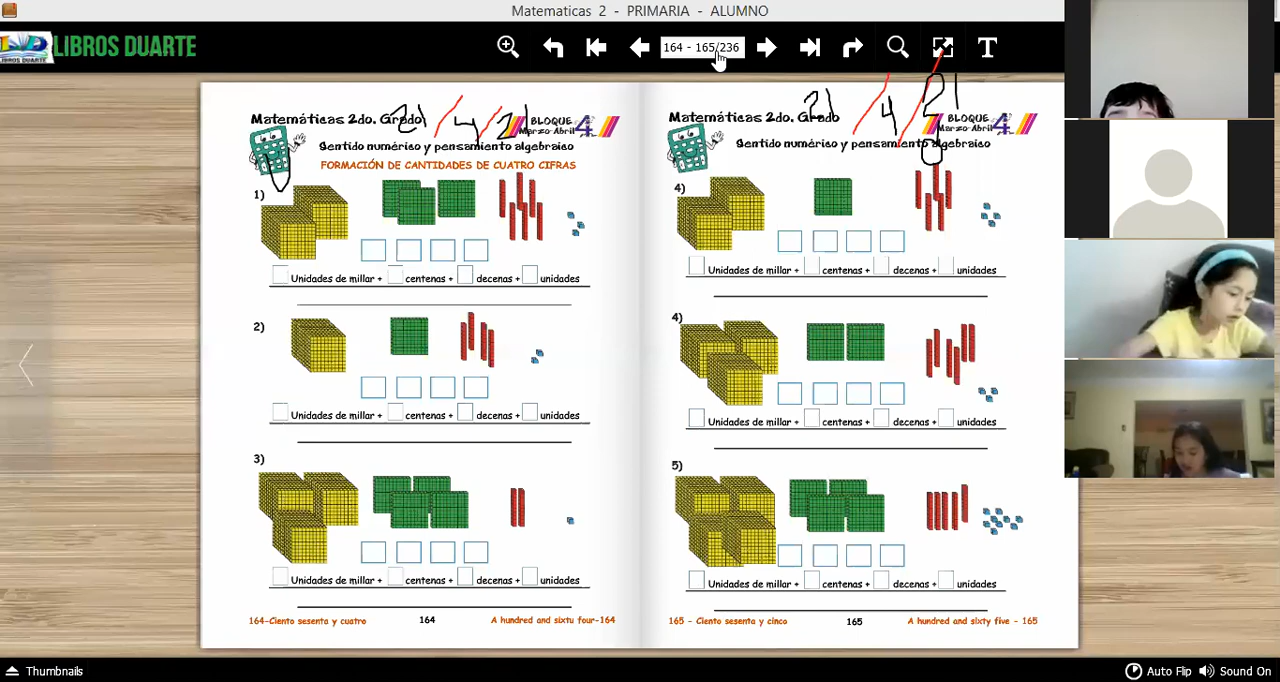 Matematicas 2 - PRIMARIA - ALUMNO
LIBROS DUARTE
164 - 165/236
T
21/4/21
Matemáticas 2do. Grado
BLOQUE 4
Marzo Abril
Sentido numérico y pensamiento algebraico
FORMACIÓN DE CANTIDADES DE CUATRO CIFRAS
1)
Unidades de millar + centenas + decenas + unidades
2)
Unidades de millar + centenas + decenas + unidades
3)
Unidades de millar + centenas + decenas + unidades
164-Ciento sesenta y cuatro 164 A hundred and sixtu four-164
21/4/21
Matemáticas 2do. Grado
BLOQUE 4
Marzo Abril
Sentido numérico y pensamiento algebraico
4)
Unidades de millar + centenas + decenas + unidades
4)
Unidades de millar + centenas + decenas + unidades
5)
Unidades de millar + centenas + decenas + unidades
165 - Ciento sesenta y cinco 165 A hundred and sixty five - 165
Thumbnails
Auto Flip Sound On